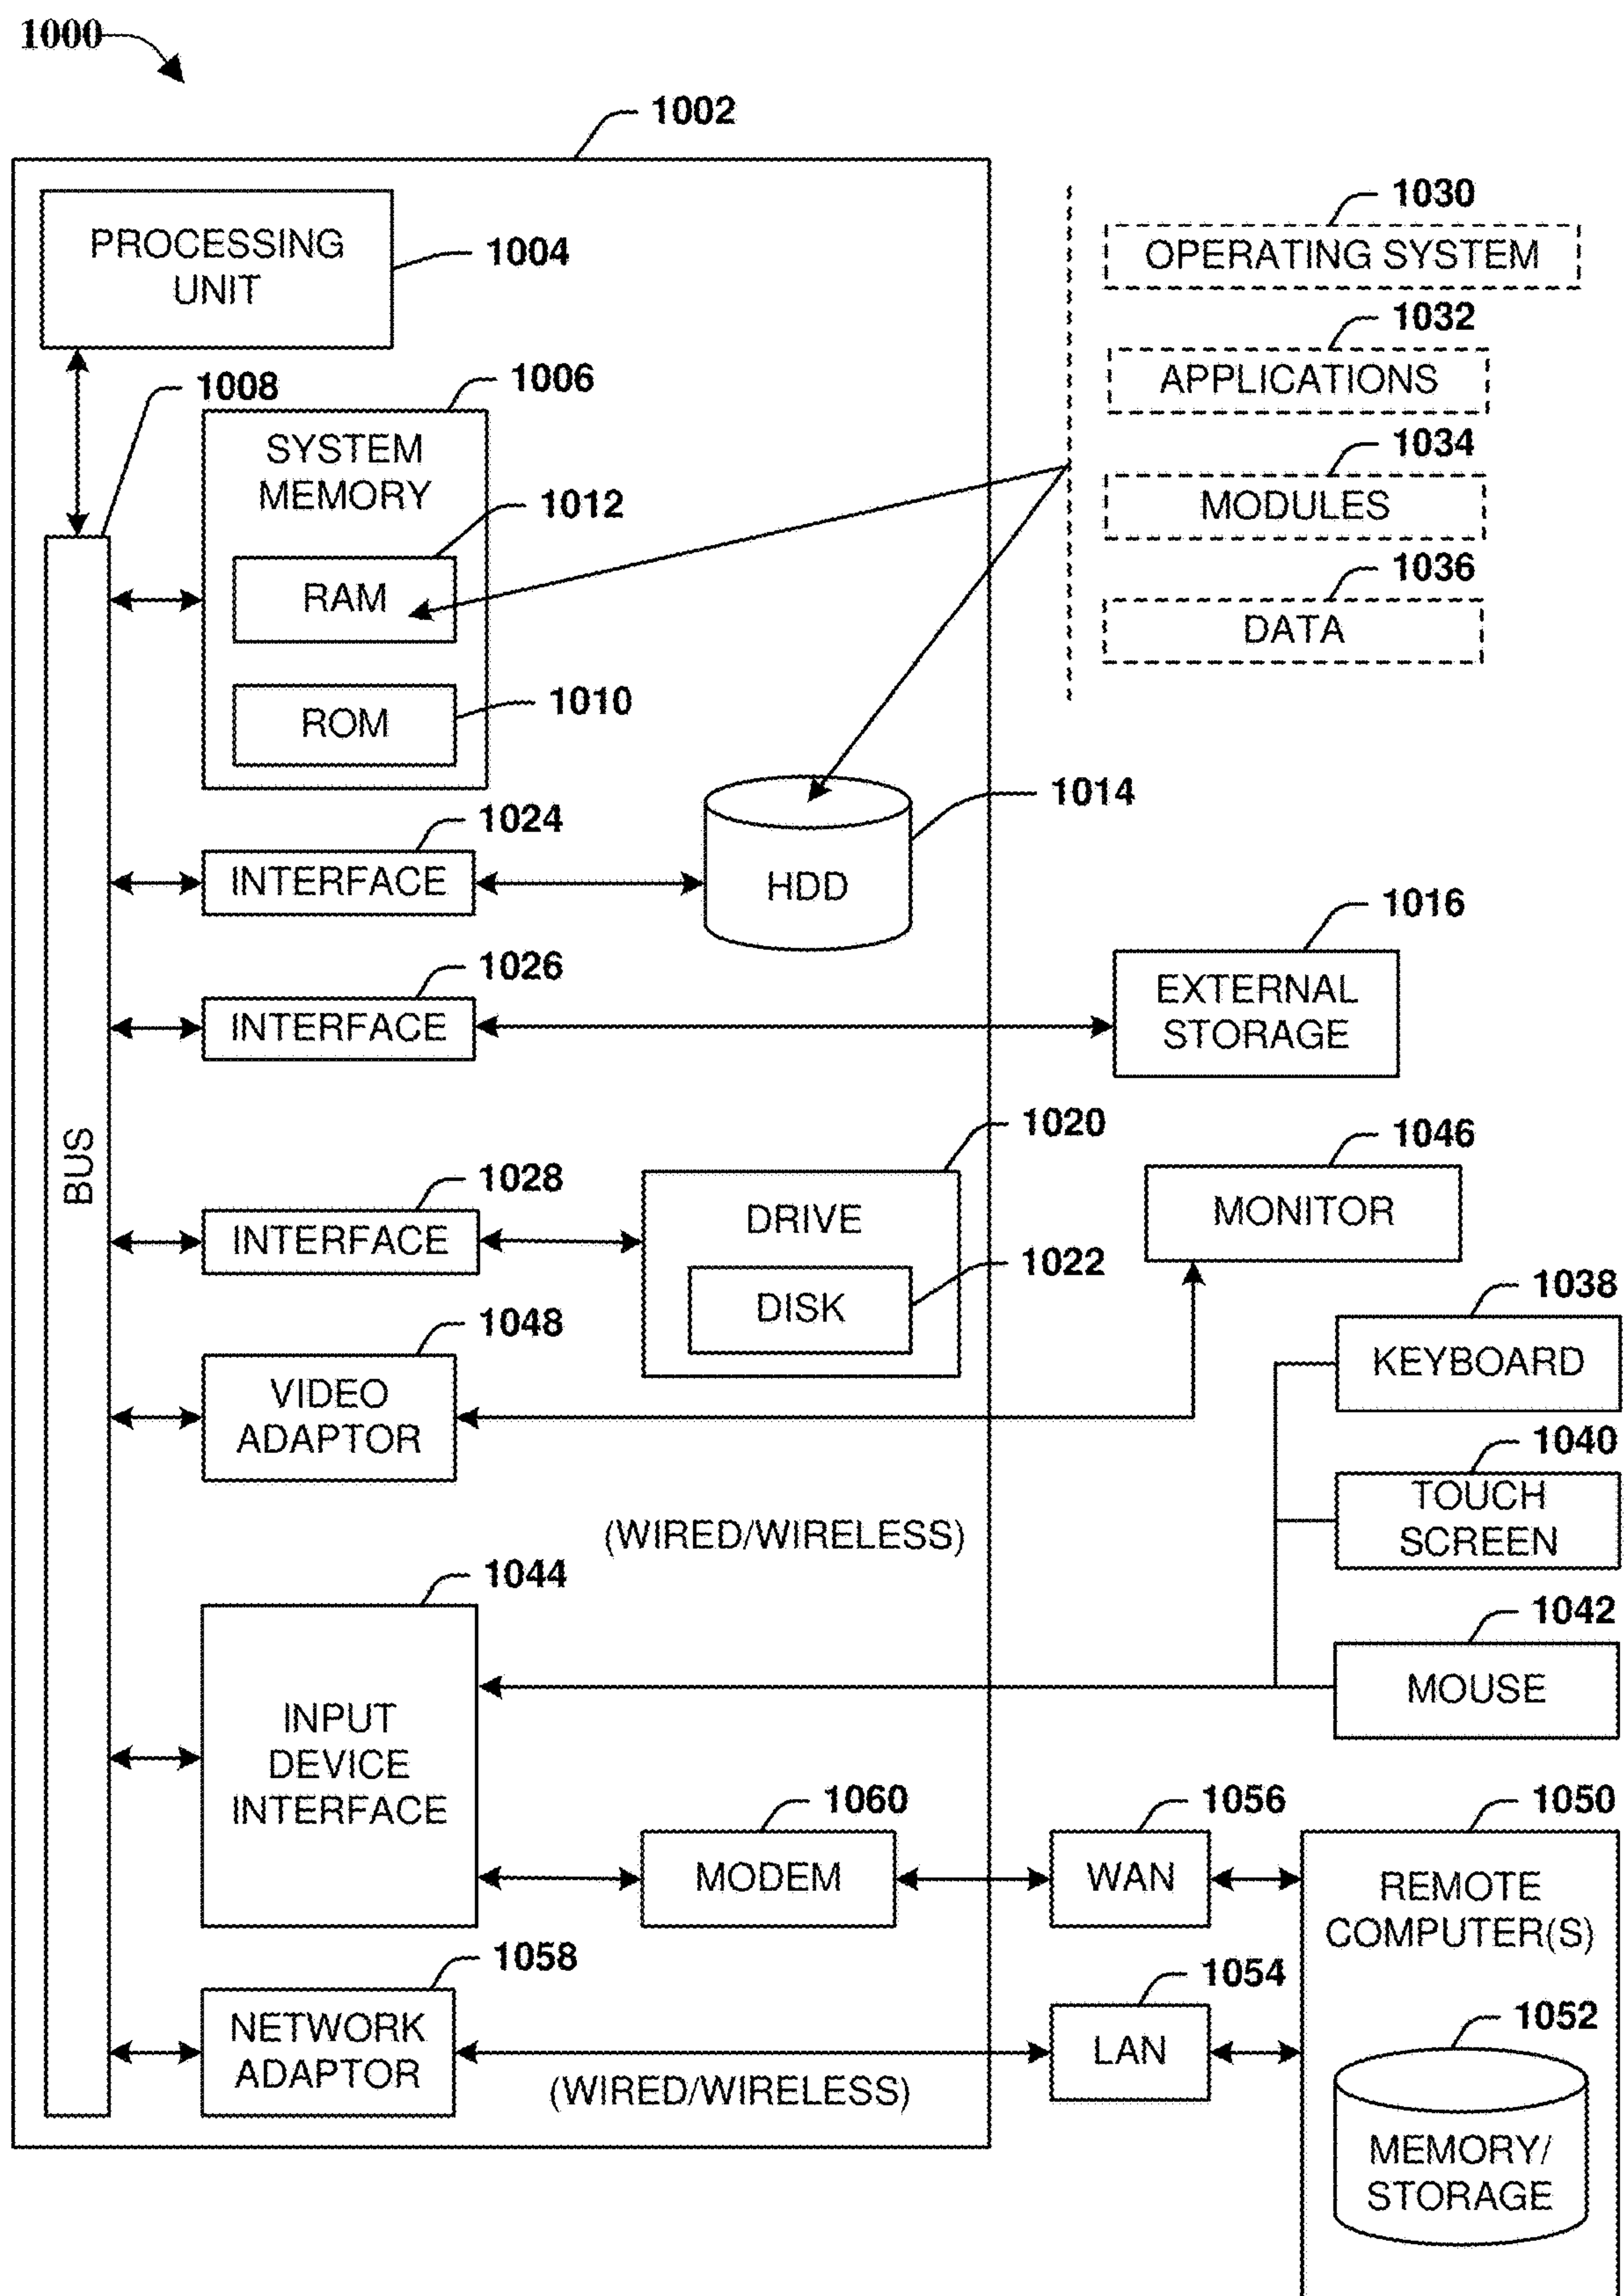 1000
1002
PROCESSING
UNIT
1004
1030
OPERATING SYSTEM
1032
APPLICATIONS
1034
MODULES
1036
DATA
1008
1006
SYSTEM
MEMORY
1012
RAM
1010
ROM
1024
INTERFACE
1014
HDD
1026
INTERFACE
1016
EXTERNAL
STORAGE
BUS
1028
INTERFACE
1020
DRIVE
1022
DISK
1046
MONITOR
1048
VIDEO
ADAPTOR
1038
KEYBOARD
1040
TOUCH
SCREEN
(WIRED/WIRELESS)
1042
MOUSE
1044
INPUT
DEVICE
INTERFACE
1060
MODEM
1056
WAN
1050
REMOTE
COMPUTER(S)
1058
NETWORK
ADAPTOR
(WIRED/WIRELESS)
1054
LAN
1052
MEMORY/
STORAGE